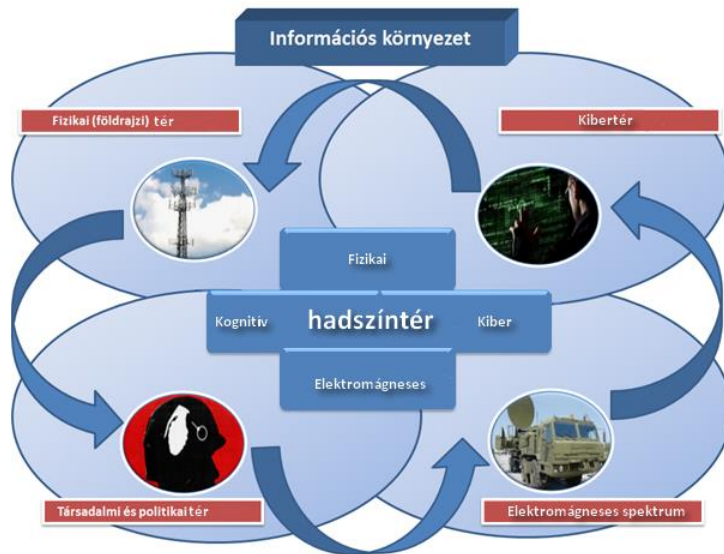 Információs környezet
Fizikai (földrajzi) tér
Kibertér
Fizikai
Kognitív
hadszíntér
Kiber
Elektromágneses
Társadalmi és politikai tér
Elektromágneses spektrum